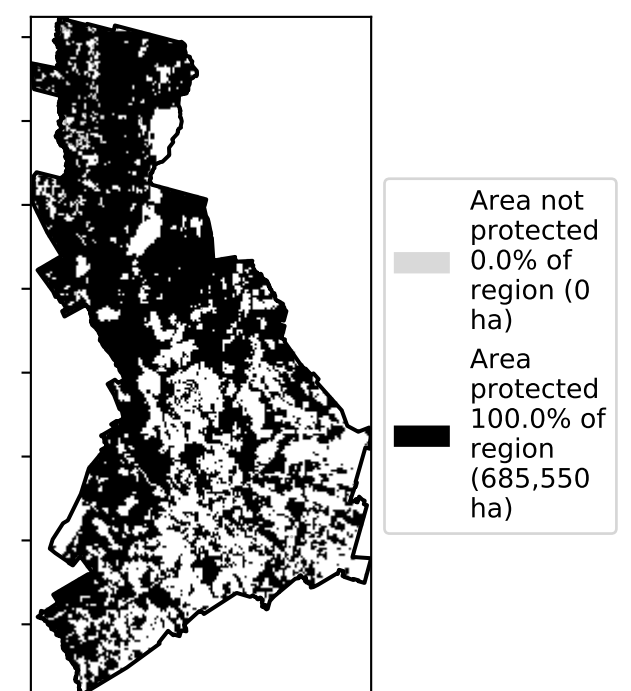 Area not
protected
0.0% of
region (0
ha)
Area
protected
100.0% of
region
(685,550
ha)